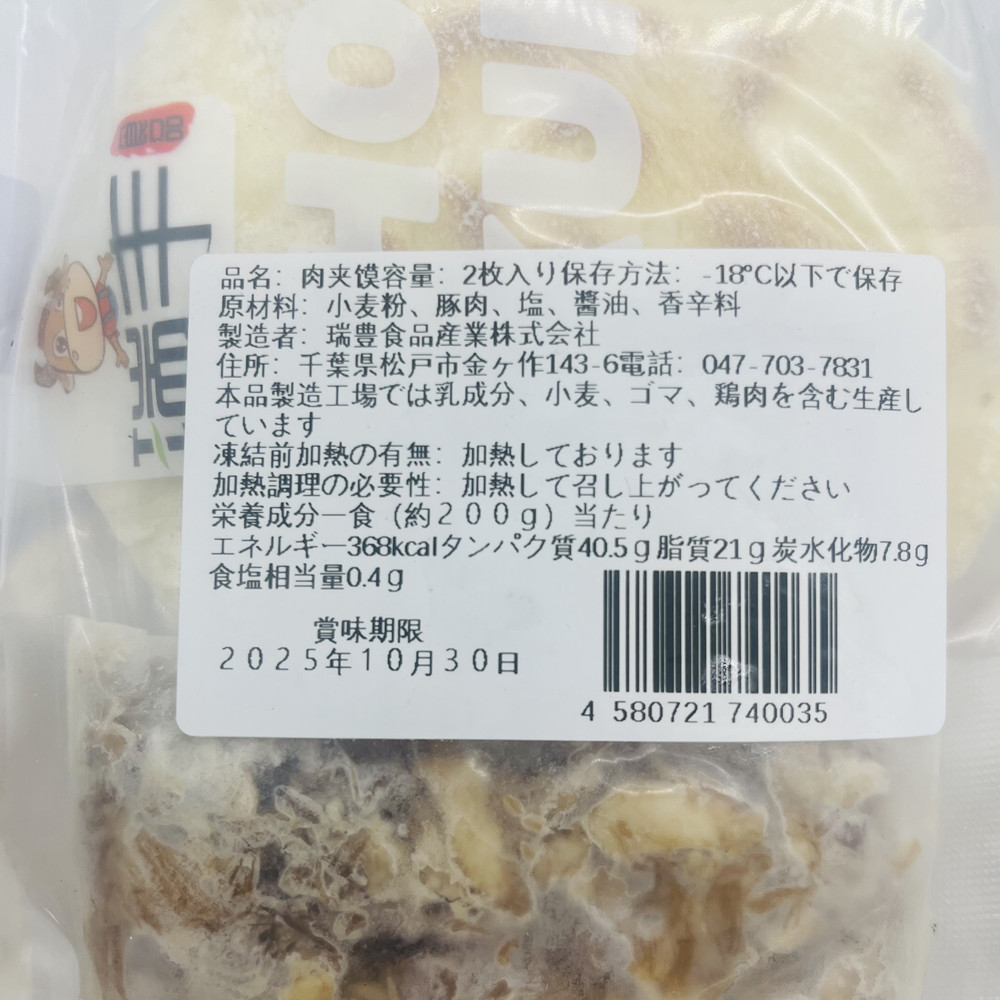 品名：肉夹馍容量：2枚入り保存方法：-18℃以下で保存
原材料：小麦粉、豚肉、塩、醬油、香辛料
製造者：瑞豊食品産業株式会社
住所：千葉県松戸市金ヶ作143-6電話：047-703-7831
本品製造工場では乳成分、小麦、ゴマ、鶏肉を含む生産し
ています
凍結前加熱の有無：加熱しております
加熱調理の必要性：加熱して召し上がってください
栄養成分一食（約２００ｇ）当たり
エネルギー368kcalタンパク質40.5ｇ脂質21ｇ炭水化物7.8ｇ
食塩相当量0.4ｇ
賞味期限
２０２５年１０月３０日
4 580721 740035